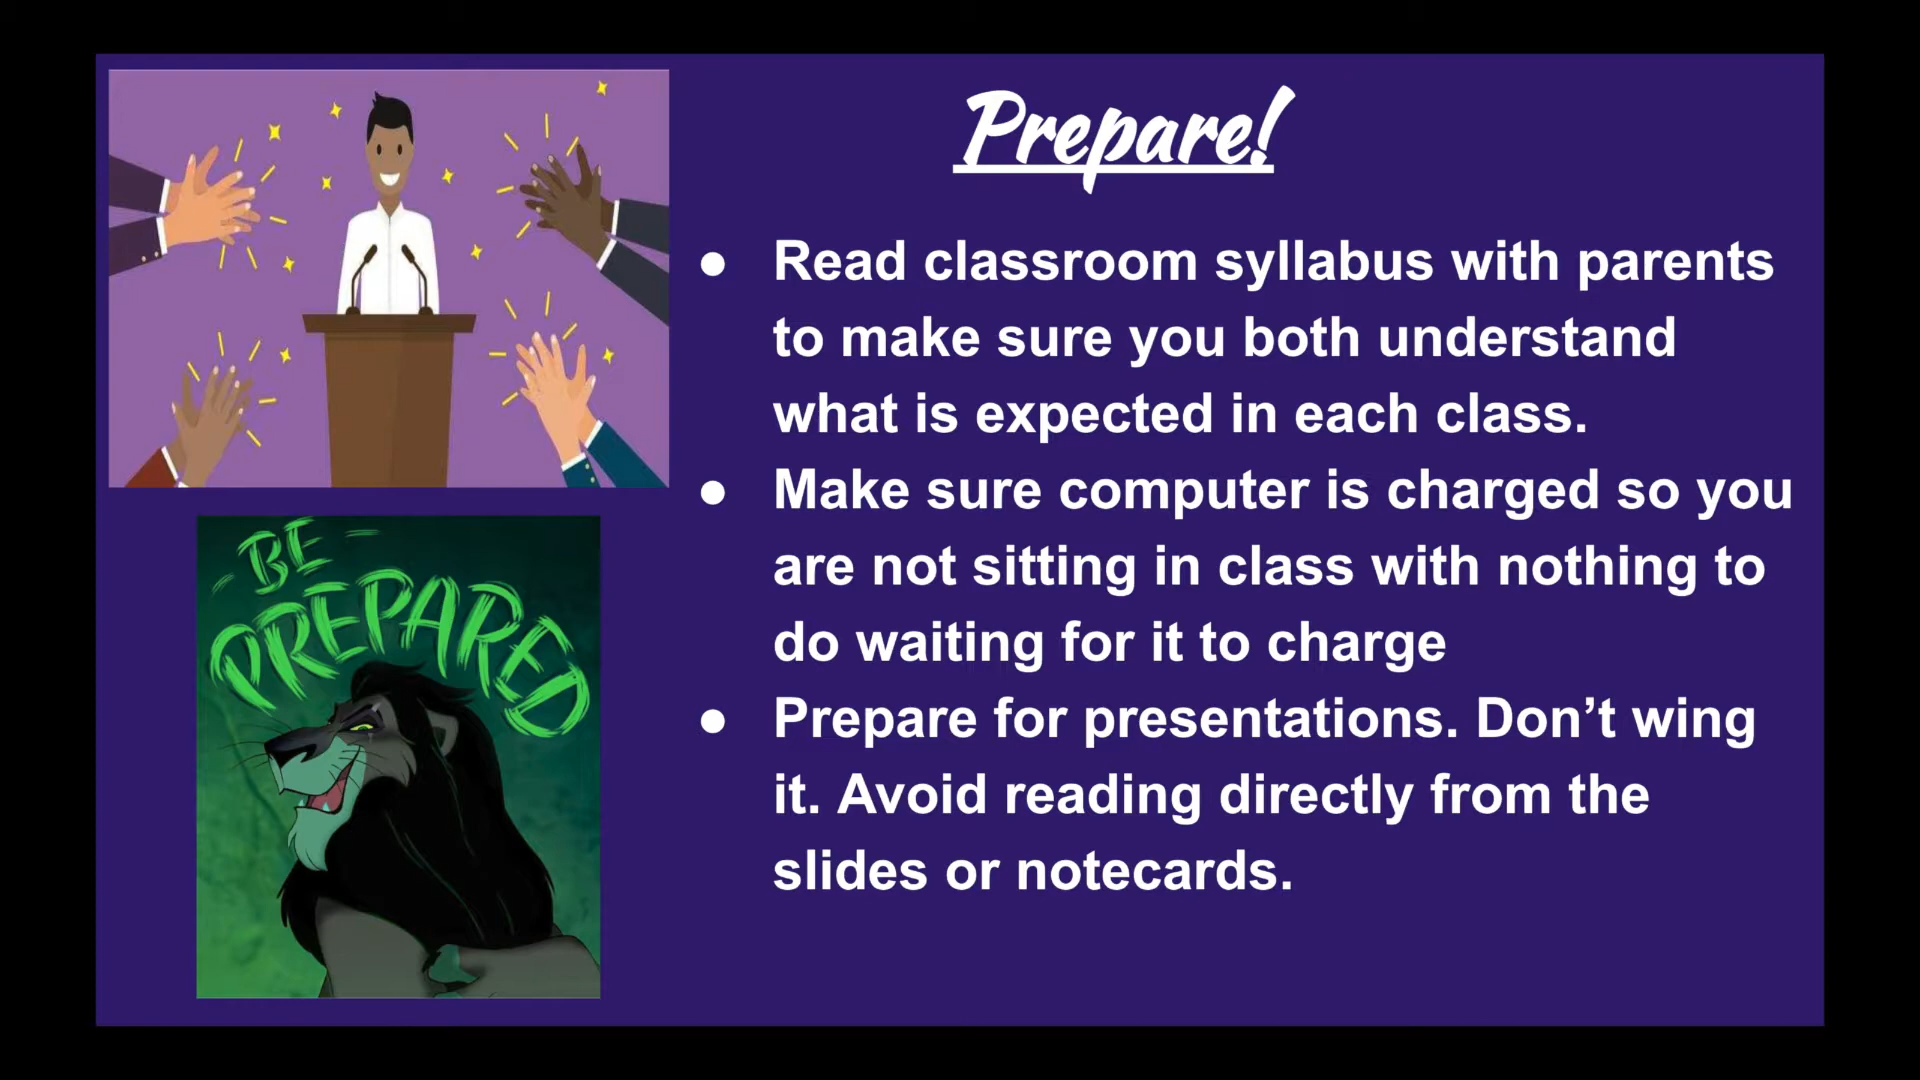 Prepare!
● Read classroom syllabus with parents
to make sure you both understand
what is expected in each class.
● Make sure computer is charged so you
are not sitting in class with nothing to
do waiting for it to charge
● Prepare for presentations. Don’t wing
it. Avoid reading directly from the
slides or notecards.
- BE -
PREPARED